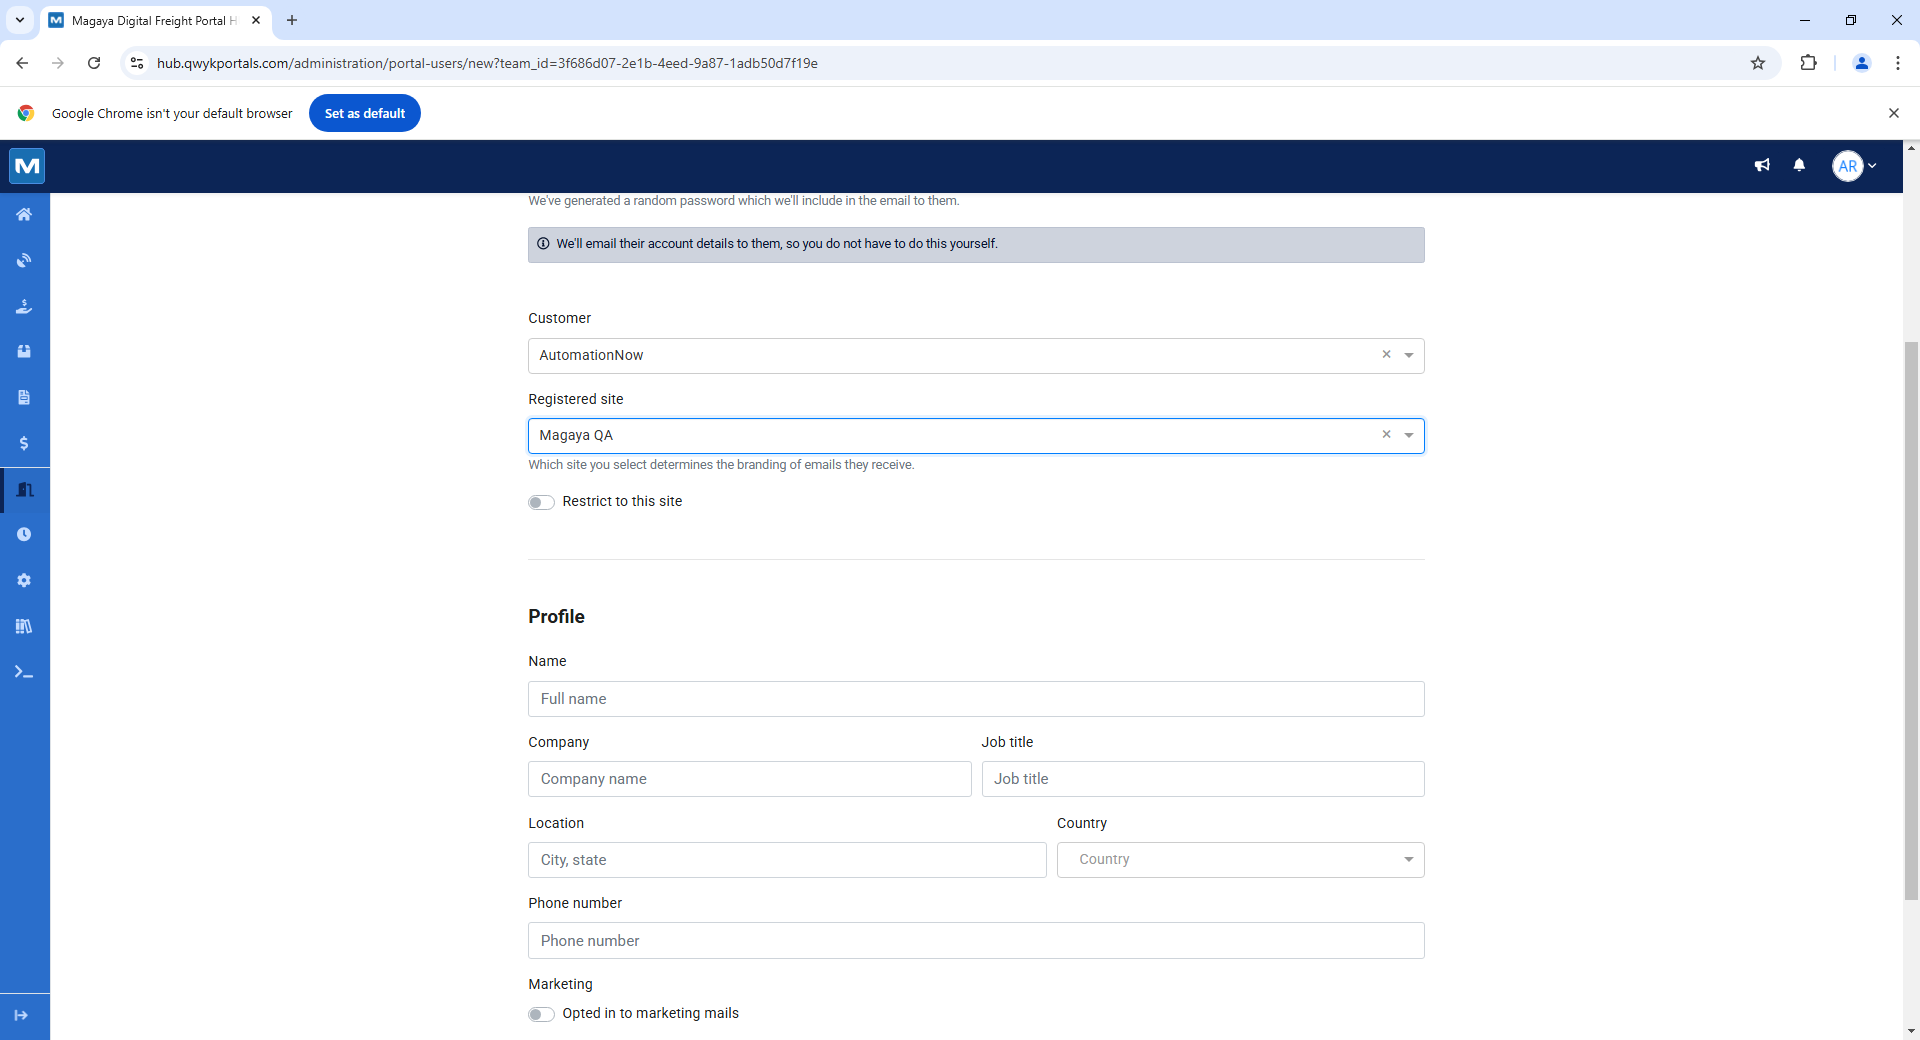 Magaya Digital Freight Portal H
hub.qwykportals.com/administration/portal-users/new?team_id=3f686d07-2e1b-4eed-9a87-1adb50d7f19e
Google Chrome isn't your default browser
Set as default
M
AR
We've generated a random password which we'll include in the email to them.
We'll email their account details to them, so you do not have to do this yourself.
Customer
AutomationNow
Registered site
Magaya QA
Which site you select determines the branding of emails they receive.
Restrict to this site
Profile
Name
Full name
Company
Job title
Company name
Job title
Location
Country
City, state
Country
Phone number
Phone number
Marketing
Opted in to marketing mails